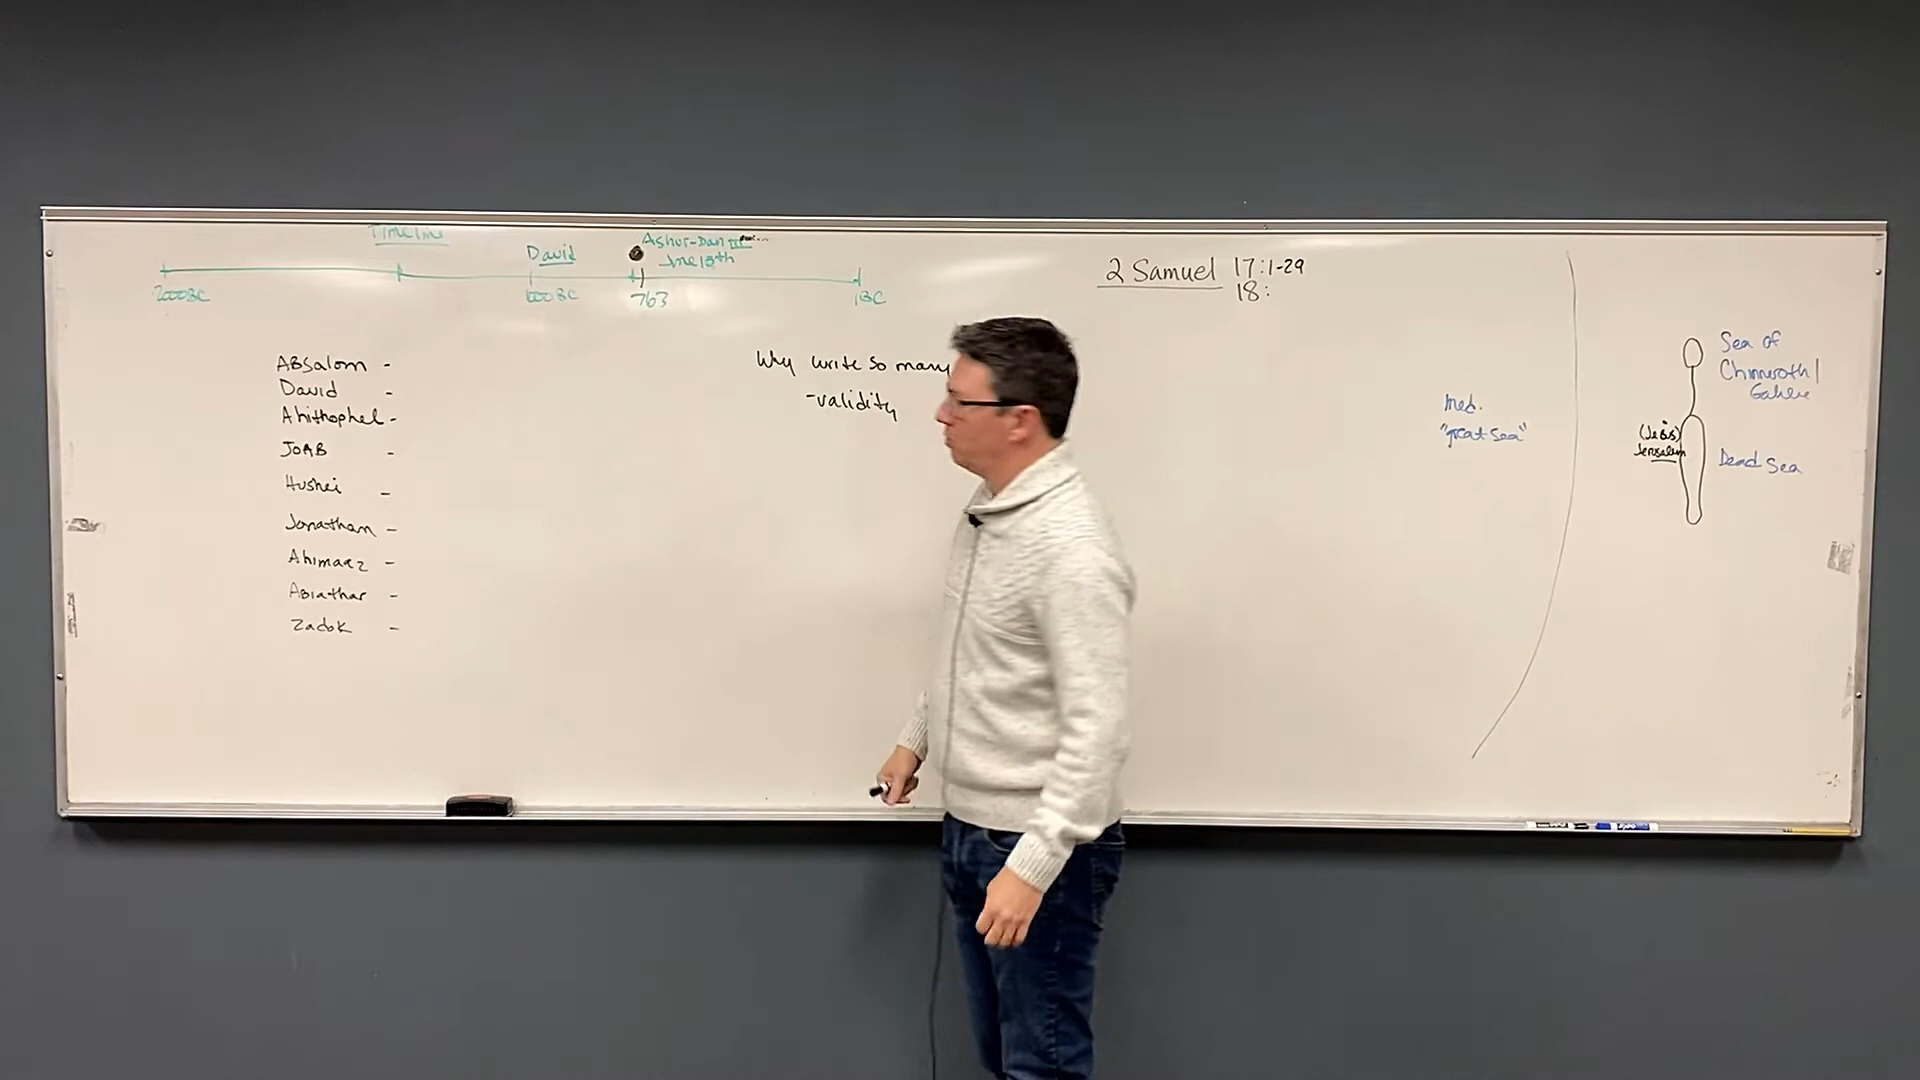 Timeline
David
Ashur-Dan III
June 15th
2000BC
1000BC
763
1BC
2 Samuel 17:1-29
18:
ABSalom -
David -
Ahithophel -
JOAB -
Hushai -
Jonathan -
Ahimaaz -
Abiathar -
Zadok -
Why write so many
-validity
Med.
"great Sea"
Sea of
Chinneroth/
Galilee
(Jebus)
Jerusalem
Dead Sea